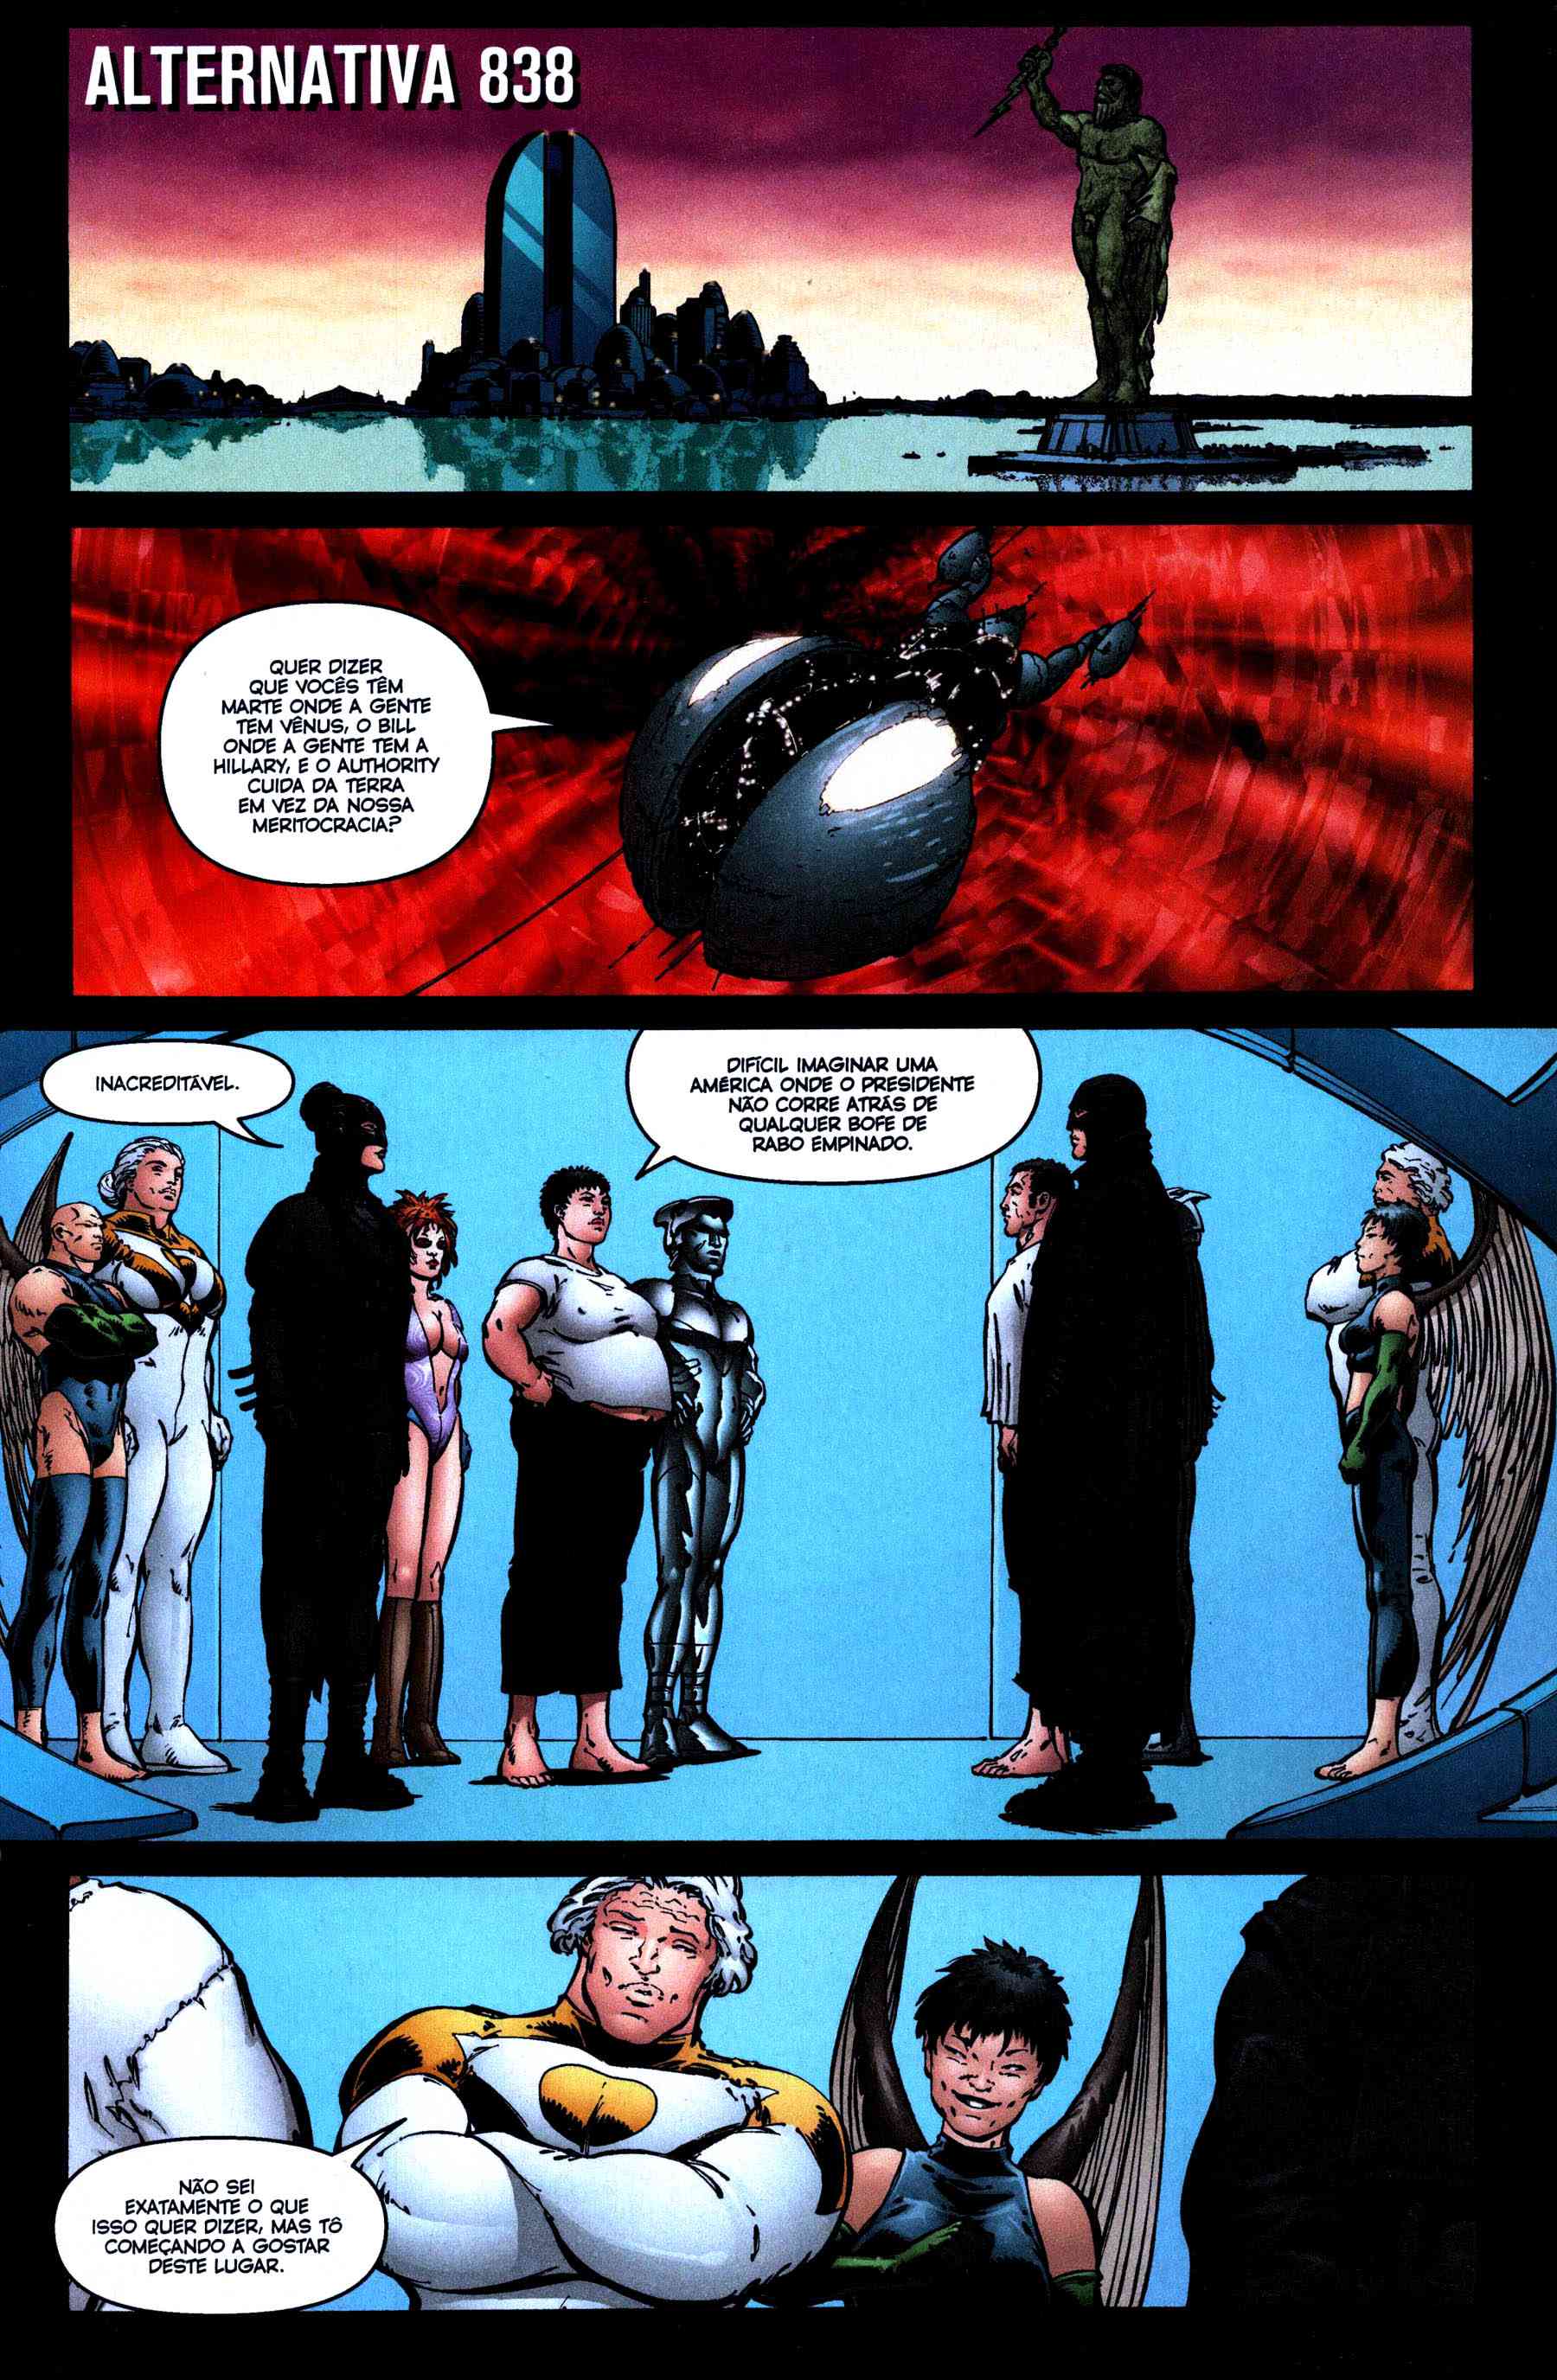 ALTERNATIVA 838
QUER DIZER
QUE VOCÊS TÊM
MARTE ONDE A GENTE
TEM VÊNUS, O BILL
ONDE A GENTE TEM A
HILLARY, E O AUTHORITY
CUIDA DA TERRA
EM VEZ DA NOSSA
MERITOCRACIA?
INACREDITÁVEL.
DIFÍCIL IMAGINAR UMA
AMÉRICA ONDE O PRESIDENTE
NÃO CORRE ATRÁS DE
QUALQUER BOFE DE
RABO EMPINADO.
NÃO SEI
EXATAMENTE O QUE
ISSO QUER DIZER, MAS TÔ
COMEÇANDO A GOSTAR
DESTE LUGAR.